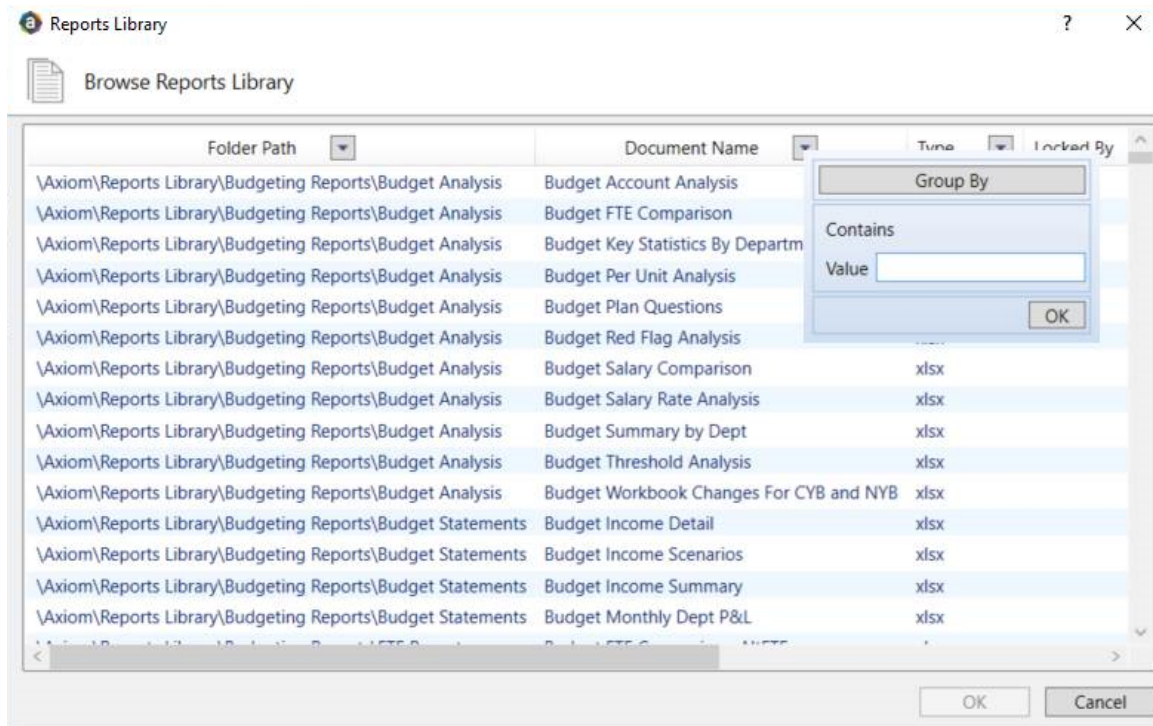 Reports Library ? X
Browse Reports Library
Folder Path Document Name Type Locked By
\Axiom\Reports Library\Budgeting Reports\Budget Analysis Budget Account Analysis Group By
\Axiom\Reports Library\Budgeting Reports\Budget Analysis Budget FTE Comparison
\Axiom\Reports Library\Budgeting Reports\Budget Analysis Budget Key Statistics By Departm Contains
\Axiom\Reports Library\Budgeting Reports\Budget Analysis Budget Per Unit Analysis Value
\Axiom\Reports Library\Budgeting Reports\Budget Analysis Budget Plan Questions OK
\Axiom\Reports Library\Budgeting Reports\Budget Analysis Budget Red Flag Analysis
\Axiom\Reports Library\Budgeting Reports\Budget Analysis Budget Salary Comparison xlsx
\Axiom\Reports Library\Budgeting Reports\Budget Analysis Budget Salary Rate Analysis xlsx
\Axiom\Reports Library\Budgeting Reports\Budget Analysis Budget Summary by Dept xlsx
\Axiom\Reports Library\Budgeting Reports\Budget Analysis Budget Threshold Analysis xlsx
\Axiom\Reports Library\Budgeting Reports\Budget Analysis Budget Workbook Changes For CYB and NYB xlsx
\Axiom\Reports Library\Budgeting Reports\Budget Statements Budget Income Detail xlsx
\Axiom\Reports Library\Budgeting Reports\Budget Statements Budget Income Scenarios xlsx
\Axiom\Reports Library\Budgeting Reports\Budget Statements Budget Income Summary xlsx
\Axiom\Reports Library\Budgeting Reports\Budget Statements Budget Monthly Dept P&L xlsx
OK Cancel